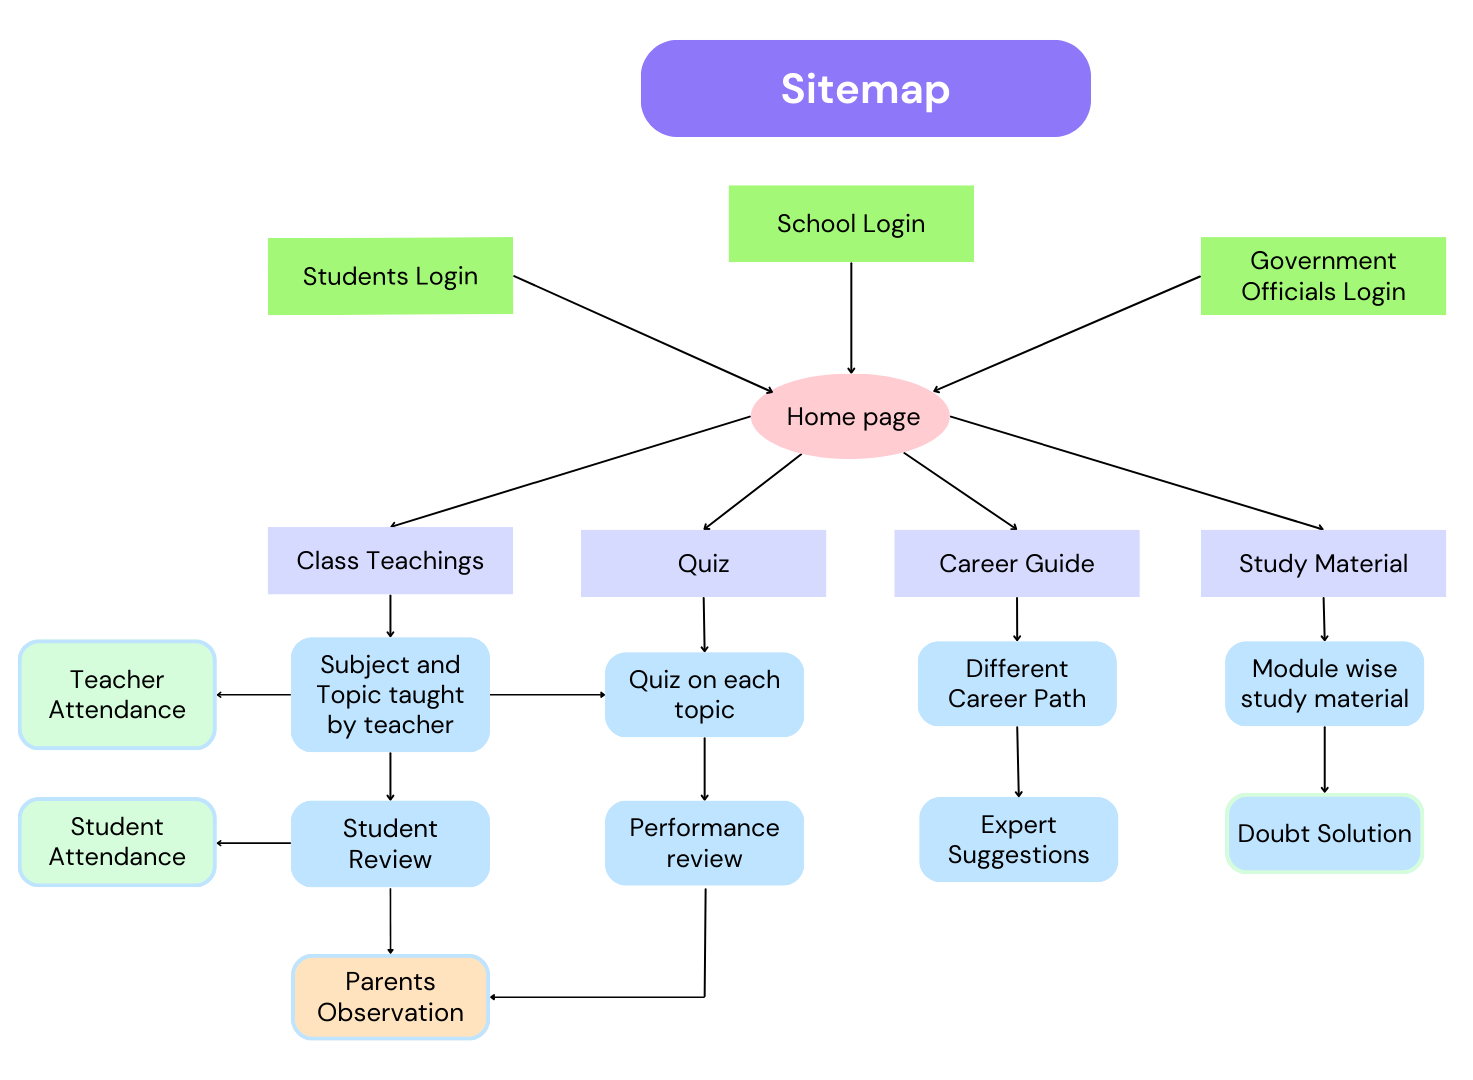 Sitemap
School Login
Students Login
Government
Officials Login
Home page
Class Teachings
Quiz
Career Guide
Study Material
Teacher
Attendance
Subject and
Topic taught
by teacher
Quiz on each
topic
Different
Career Path
Module wise
study material
Student
Attendance
Student
Review
Performance
review
Expert
Suggestions
Doubt Solution
Parents
Observation